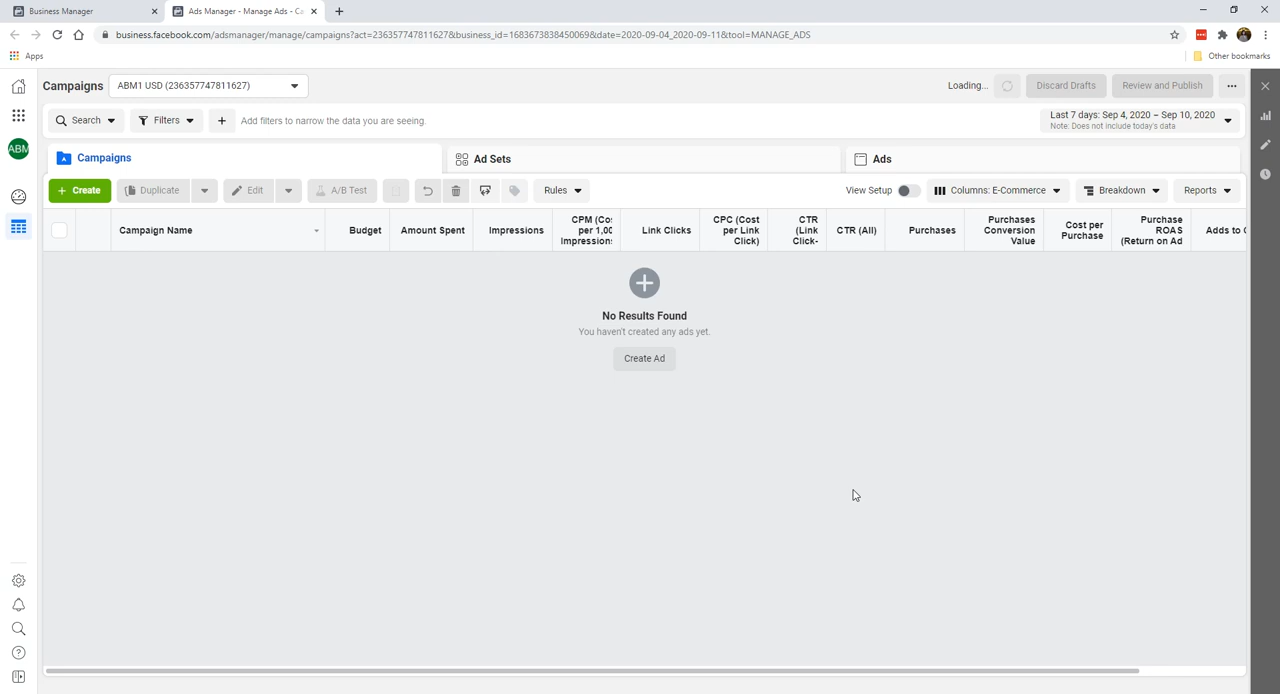 Business Manager
Ads Manager - Manage Ads - Ca
business.facebook.com/adsmanager/manage/campaigns?act=236357747811627&business_id=1683673838450069&date=2020-09-04_2020-09-11&tool=MANAGE_ADS
Apps
Other bookmarks
Campaigns
ABM1 USD (236357747811627)
Loading...
Discard Drafts
Review and Publish
Search
Filters
Add filters to narrow the data you are seeing.
Last 7 days: Sep 4, 2020 – Sep 10, 2020
Note: Does not include today's data
ABM
Campaigns
Ad Sets
Ads
+ Create
Duplicate
Edit
A/B Test
Rules
View Setup
Columns: E-Commerce
Breakdown
Reports
Campaign Name
Budget
Amount Spent
Impressions
CPM (Cos
per 1,00
Impressions
Link Clicks
CPC (Cost
per Link
Click)
CTR
(Link
Click-
CTR (All)
Purchases
Purchases
Conversion
Value
Cost per
Purchase
Purchase
ROAS
(Return on Ad
Adds to C
No Results Found
You haven't created any ads yet.
Create Ad